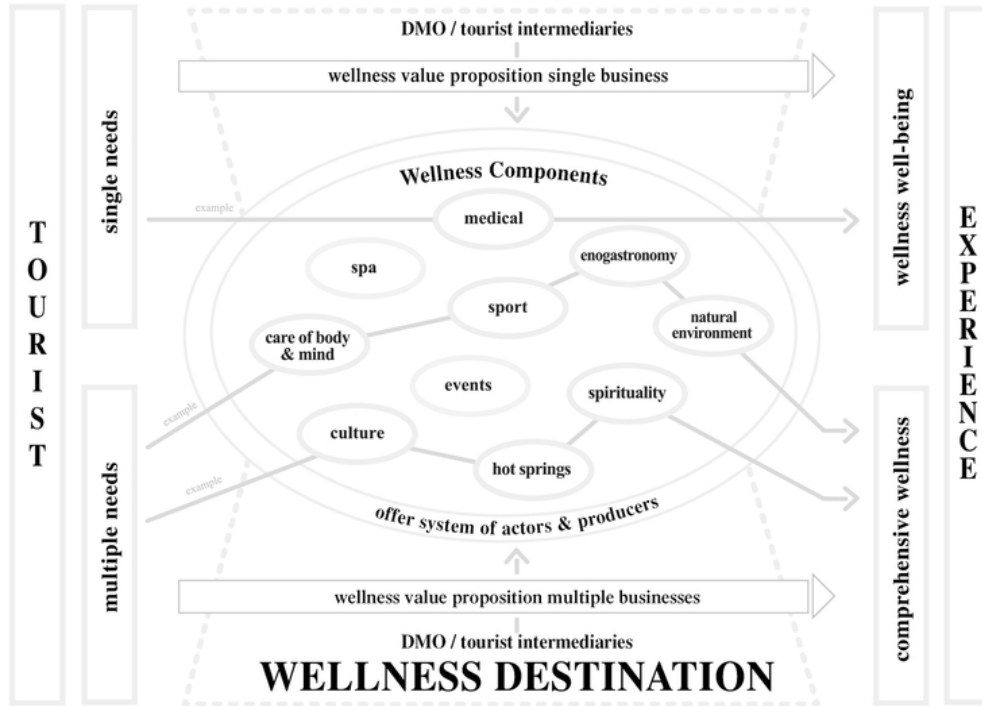 DMO / tourist intermediaries
wellness value proposition single business
TOURIST
single needs
multiple needs
Wellness Components
example
medical
enogastronomy
spa
sport
natural
environment
care of body
& mind
events
spirituality
example
culture
example
hot springs
offer system of actors & producers
wellness well-being
comprehensive wellness
EXPERIENCE
wellness value proposition multiple businesses
DMO / tourist intermediaries
WELLNESS DESTINATION